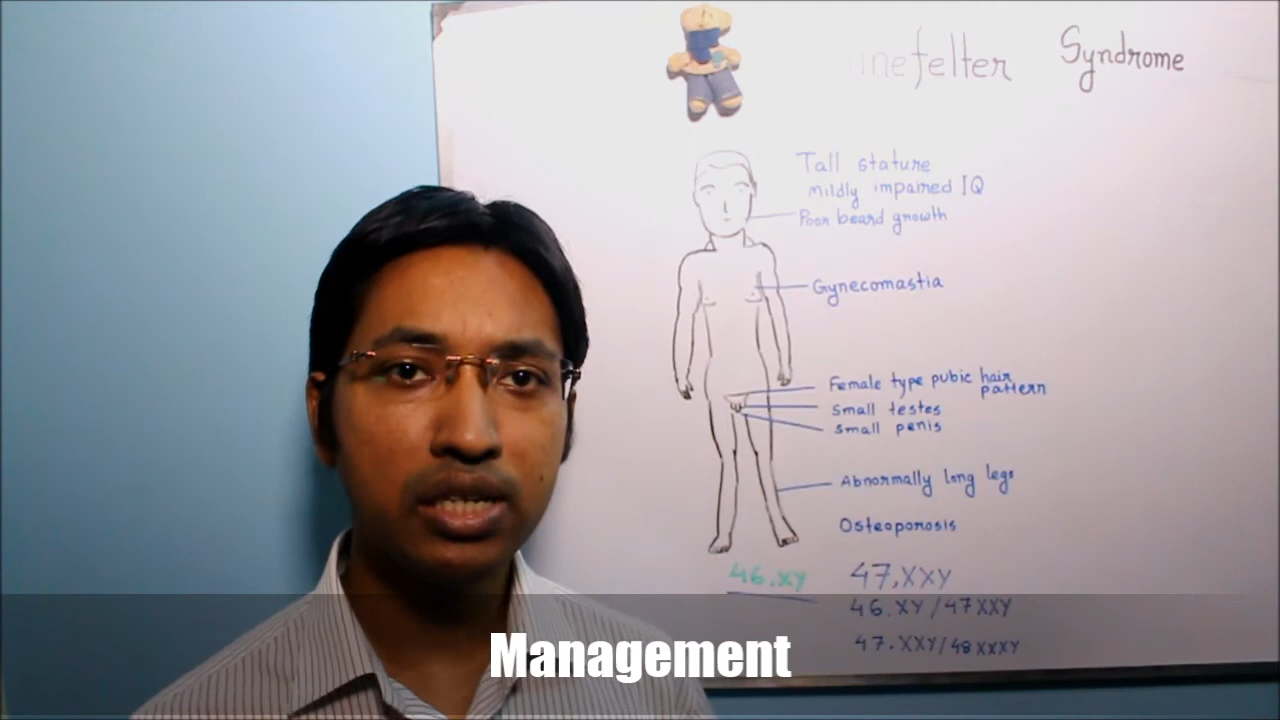 nefelter Syndrome
Tall stature
Mildly impaired IQ
Poor beard growth
Gynecomastia
Female type pubic hair
pattern
Small testes
Small penis
Abnormally long legs
Osteoporosis
46.XY 47,XXY
46.XY/47XXY
47.XXY/48XXXY
Management